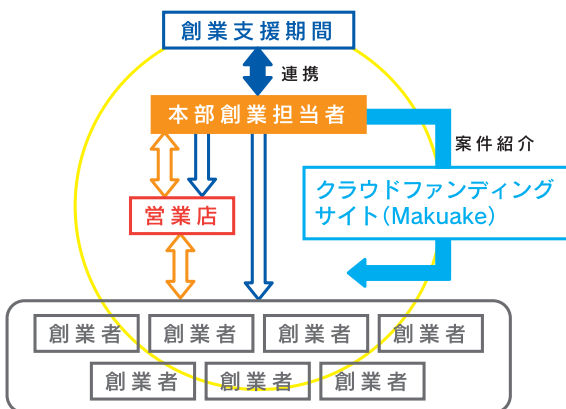 創業支援期間
連携
本部創業担当者
案件紹介
クラウドファンディング
サイト(Makuake)
営業店
創業者
創業者
創業者
創業者
創業者
創業者
創業者